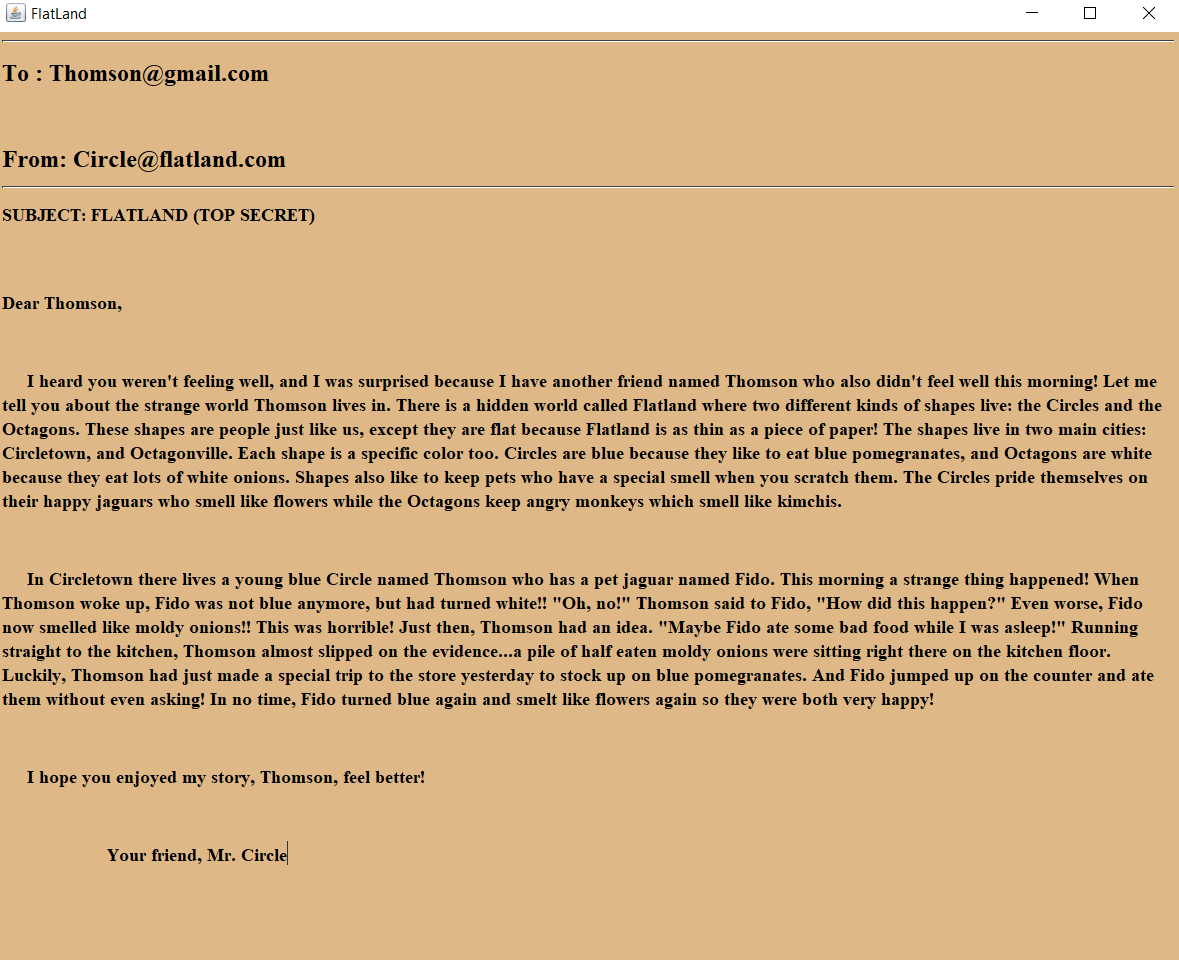 FlatLand
To : Thomson@gmail.com
From: Circle@flatland.com
SUBJECT: FLATLAND (TOP SECRET)
Dear Thomson,
I heard you weren't feeling well, and I was surprised because I have another friend named Thomson who also didn't feel well this morning! Let me
tell you about the strange world Thomson lives in. There is a hidden world called Flatland where two different kinds of shapes live: the Circles and the
Octagons. These shapes are people just like us, except they are flat because Flatland is as thin as a piece of paper! The shapes live in two main cities:
Circletown, and Octagonville. Each shape is a specific color too. Circles are blue because they like to eat blue pomegranates, and Octagons are white
because they eat lots of white onions. Shapes also like to keep pets who have a special smell when you scratch them. The Circles pride themselves on
their happy jaguars who smell like flowers while the Octagons keep angry monkeys which smell like kimchis.
In Circletown there lives a young blue Circle named Thomson who has a pet jaguar named Fido. This morning a strange thing happened! When
Thomson woke up, Fido was not blue anymore, but had turned white!! "Oh, no!" Thomson said to Fido, "How did this happen?" Even worse, Fido
now smelled like moldy onions!! This was horrible! Just then, Thomson had an idea. "Maybe Fido ate some bad food while I was asleep!" Running
straight to the kitchen, Thomson almost slipped on the evidence...a pile of half eaten moldy onions were sitting right there on the kitchen floor.
Luckily, Thomson had just made a special trip to the store yesterday to stock up on blue pomegranates. And Fido jumped up on the counter and ate
them without even asking! In no time, Fido turned blue again and smelt like flowers again so they were both very happy!
I hope you enjoyed my story, Thomson, feel better!
Your friend, Mr. Circle